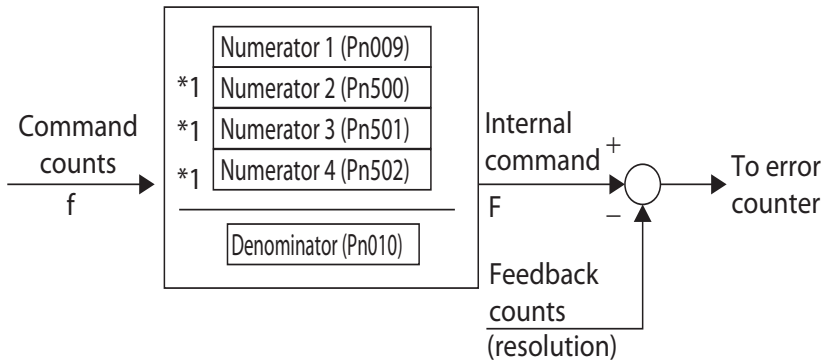 Numerator 1 (Pn009)
*1 Numerator 2 (Pn500)
*1 Numerator 3 (Pn501)
*1 Numerator 4 (Pn502)
Denominator (Pn010)
Command
counts
f
Internal
command
F
+
−
Feedback
counts
(resolution)
To error
counter